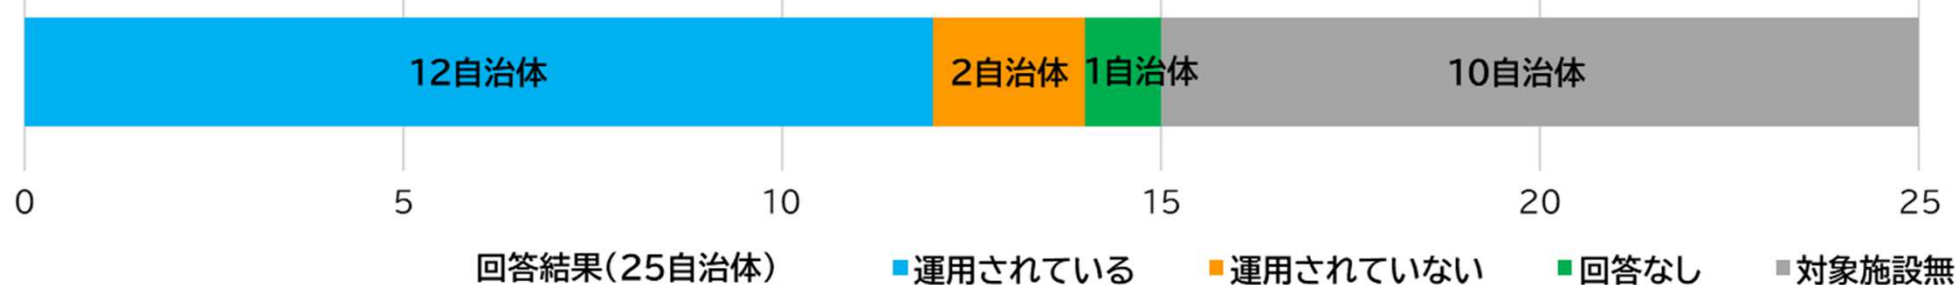 12自治体 2自治体 1自治体 10自治体
0 5 10 15 20 25
回答結果(25自治体) 運用されている 運用されていない 回答なし 対象施設無